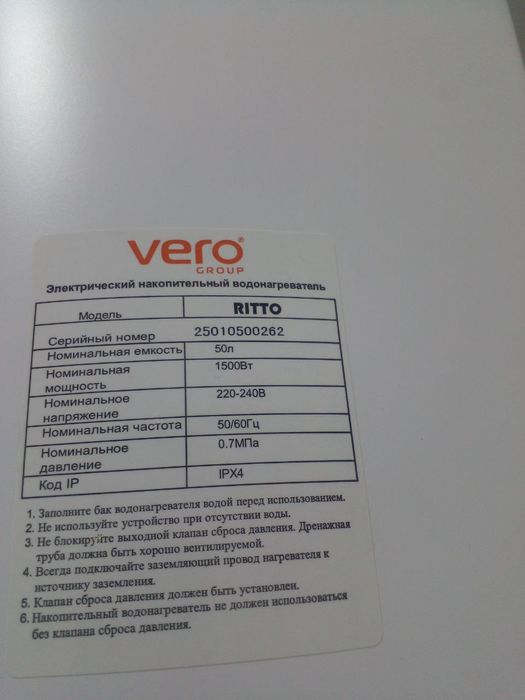 vero®
GROUP
Электрический накопительный водонагреватель
Модель RITTO
Серийный номер 25010500262
Номинальная емкость 50л
Номинальная 1500Вт
мощность
Номинальное 220-240В
напряжение
Номинальная частота 50/60Гц
Номинальное 0.7МПа
давление
Код IP IPX4
1. Заполните бак водонагревателя водой перед использованием.
2. Не используйте устройство при отсутствии воды.
3. Не блокируйте выходной клапан сброса давления. Дренажная
труба должна быть хорошо вентилируемой.
4. Всегда подключайте заземляющий провод нагревателя к
источнику заземления.
5. Клапан сброса давления должен быть установлен.
6. Накопительный водонагреватель не должен использоваться
без клапана сброса давления.